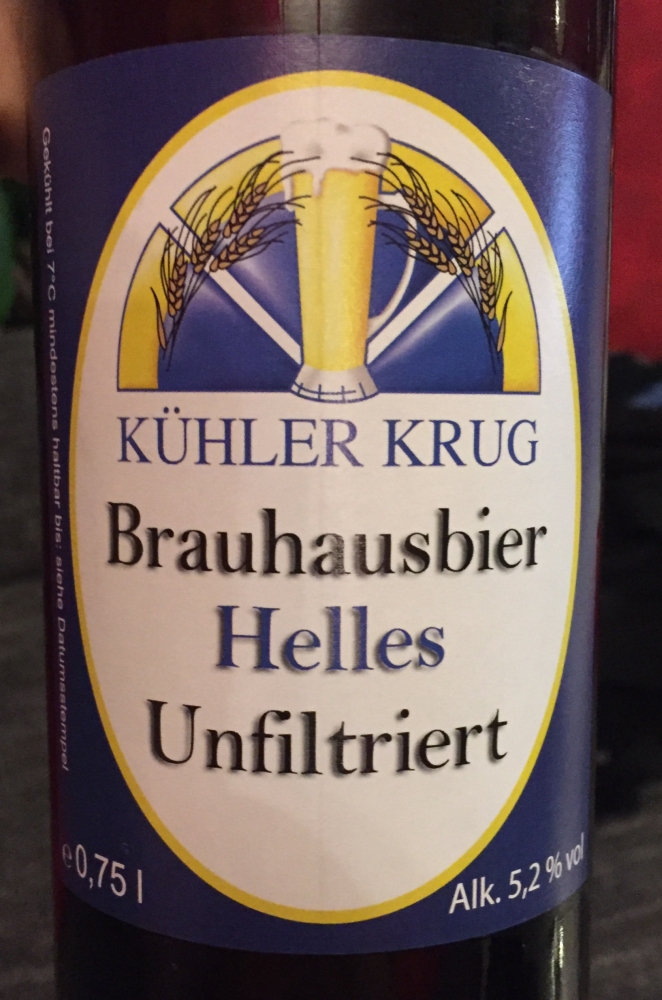 KÜHLER KRUG
Brauhausbier
Helles
Unfiltriert
e 0,75 l
Alk. 5,2 % vol
Gekühlt bei 7°C mindestens haltbar bis: siehe Datumsstempel